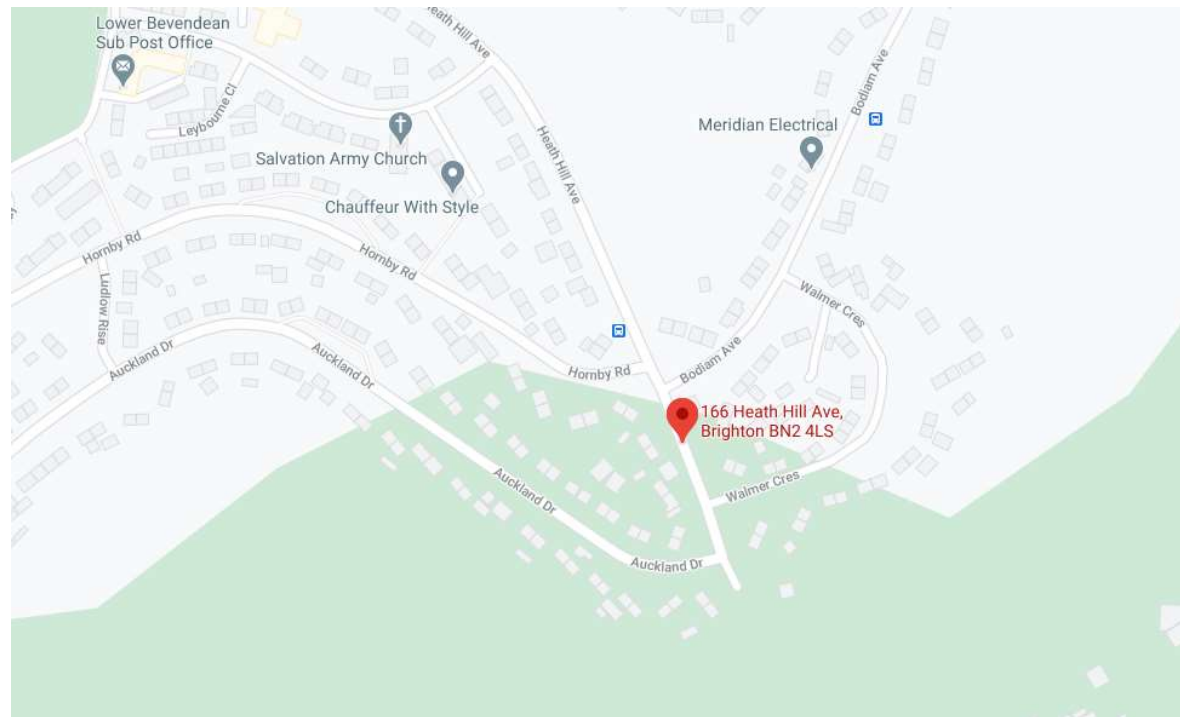 Lower Bevendean
Sub Post Office
Heath Hill Ave
Leybourne Cl
Salvation Army Church
Chauffeur With Style
Heath Hill Ave
Meridian Electrical
Bodiam Ave
Hornby Rd
Hornby Rd
Ludlow Rise
Walmer Cres
Auckland Dr
Auckland Dr
Hornby Rd
Bodiam Ave
166 Heath Hill Ave,
Brighton BN2 4LS
Auckland Dr
Walmer Cres
Auckland Dr